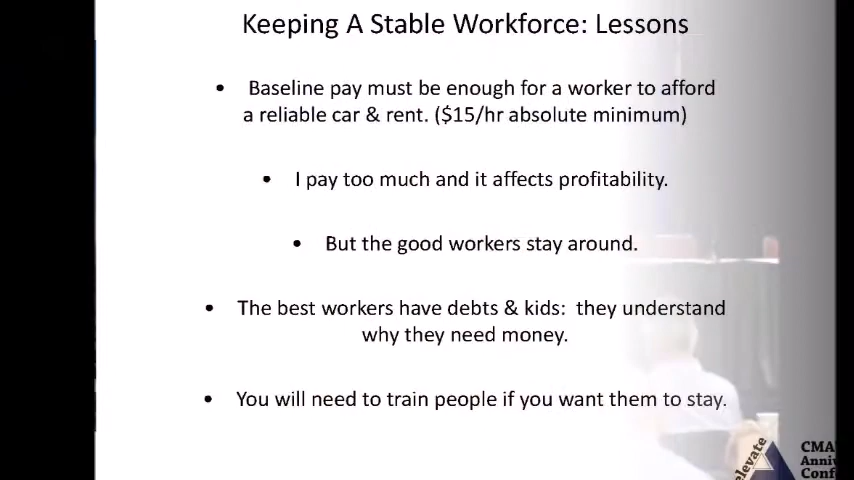 Keeping A Stable Workforce: Lessons
• Baseline pay must be enough for a worker to afford
a reliable car & rent. ($15/hr absolute minimum)
• I pay too much and it affects profitability.
• But the good workers stay around.
• The best workers have debts & kids: they understand
why they need money.
• You will need to train people if you want them to stay.
elevate
CMA
Anniv
Conf